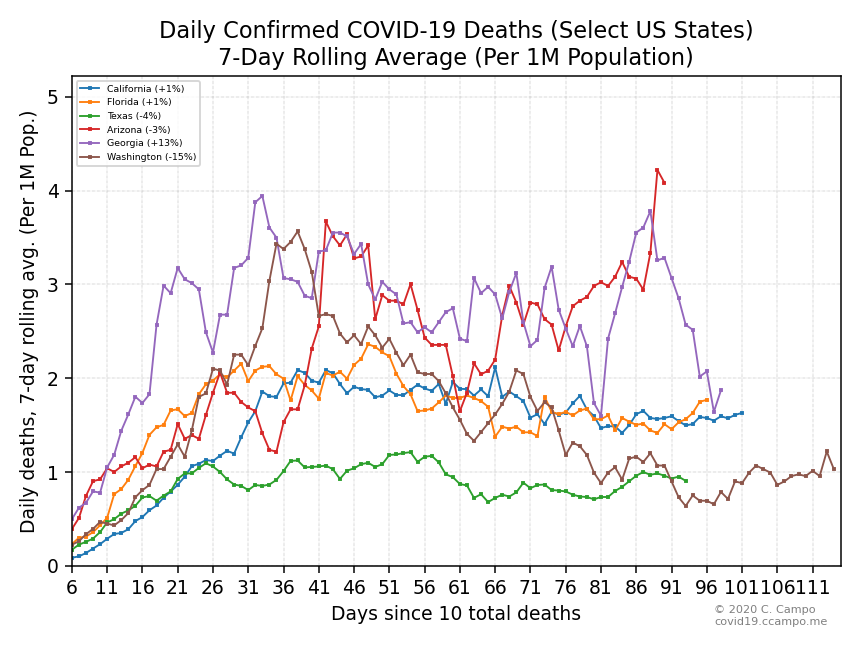 Daily Confirmed COVID-19 Deaths (Select US States)
7-Day Rolling Average (Per 1M Population)
Daily deaths, 7-day rolling avg. (Per 1M Pop.)
California (+1%)
Florida (+1%)
Texas (-4%)
Arizona (-3%)
Georgia (+13%)
Washington (-15%)
5
4
3
2
1
0
6 11 16 21 26 31 36 41 46 51 56 61 66 71 76 81 86 91 96 101 106 111
Days since 10 total deaths
© 2020 C. Campo
covid19.ccampo.me